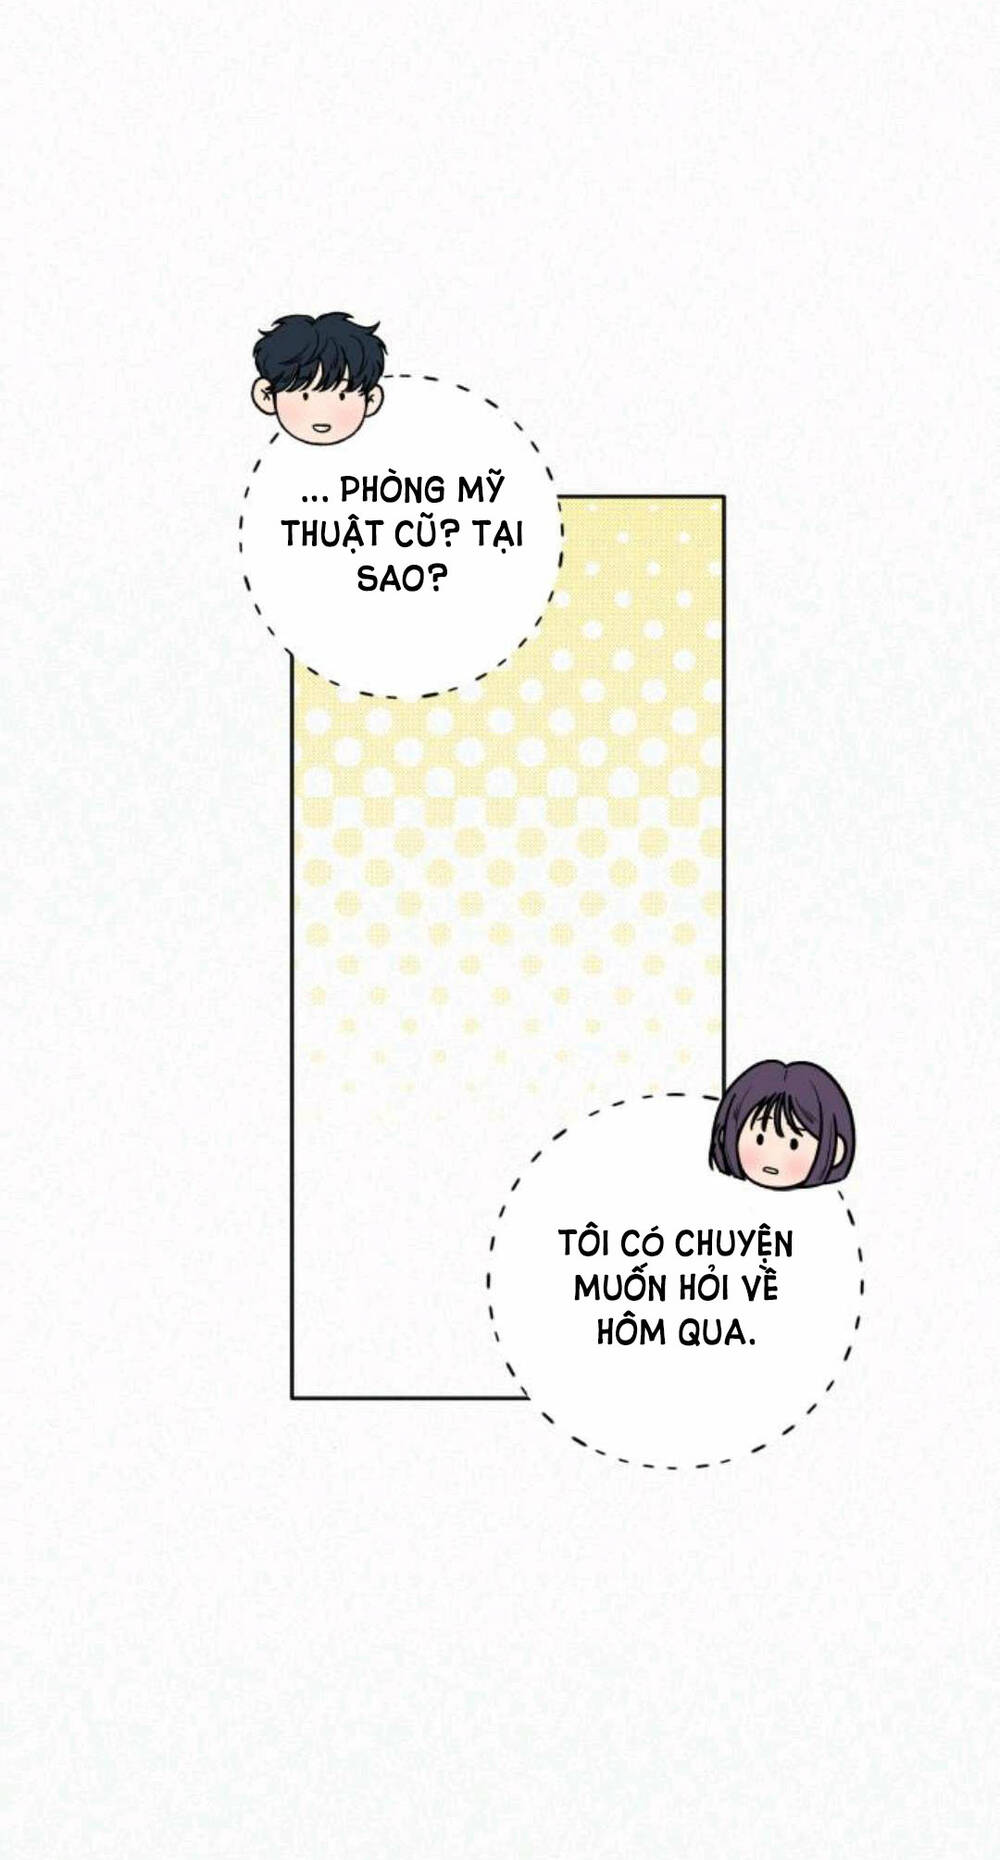 ... PHÒNG MỸ
THUẬT CŨ? TẠI
SAO?
TÔI CÓ CHUYỆN
MUỐN HỎI VỀ
HÔM QUA.